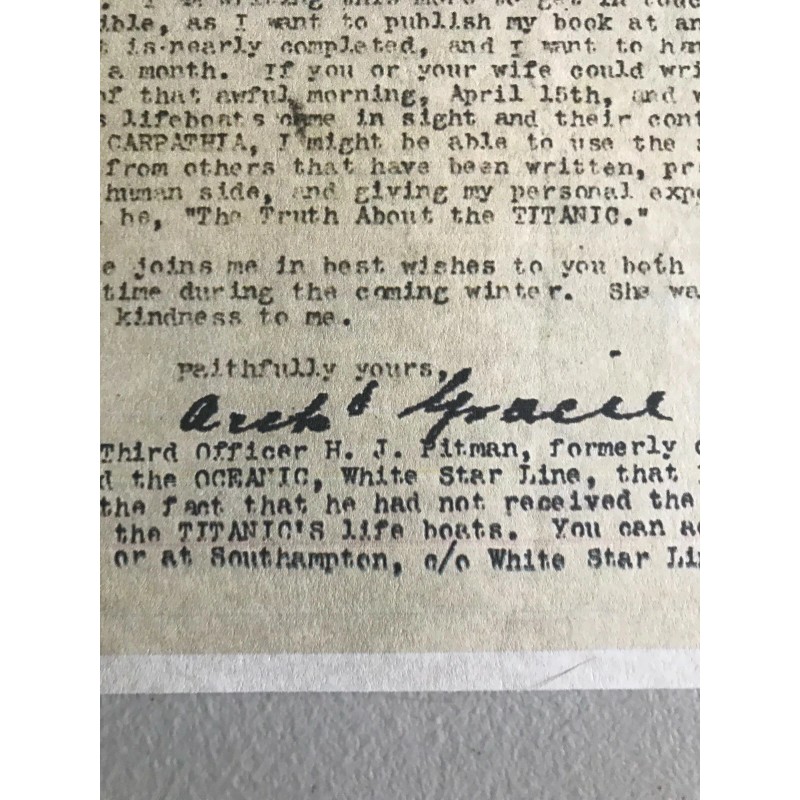 ible, as I want to publish my book at an
t is nearly completed, and I want to ha
a month. If you or your wife could wri
of that awful morning, April 15th, and w
s lifeboats came in sight and their cont
CARPATHIA, I might be able to use the s
from others that have been written, pr
human side, and giving my personal expe
be, "The Truth About the TITANIC."
e joins me in best wishes to you both
time during the coming winter. She wa
kindness to me.
Faithfully yours,
Archd Gracie
Third Officer H. J. Pitman, formerly o
d the OCEANIC, White Star Line, that
the fact that he had not received the
the TITANIC'S life boats. You can a
or at Southampton, c/o White Star Li